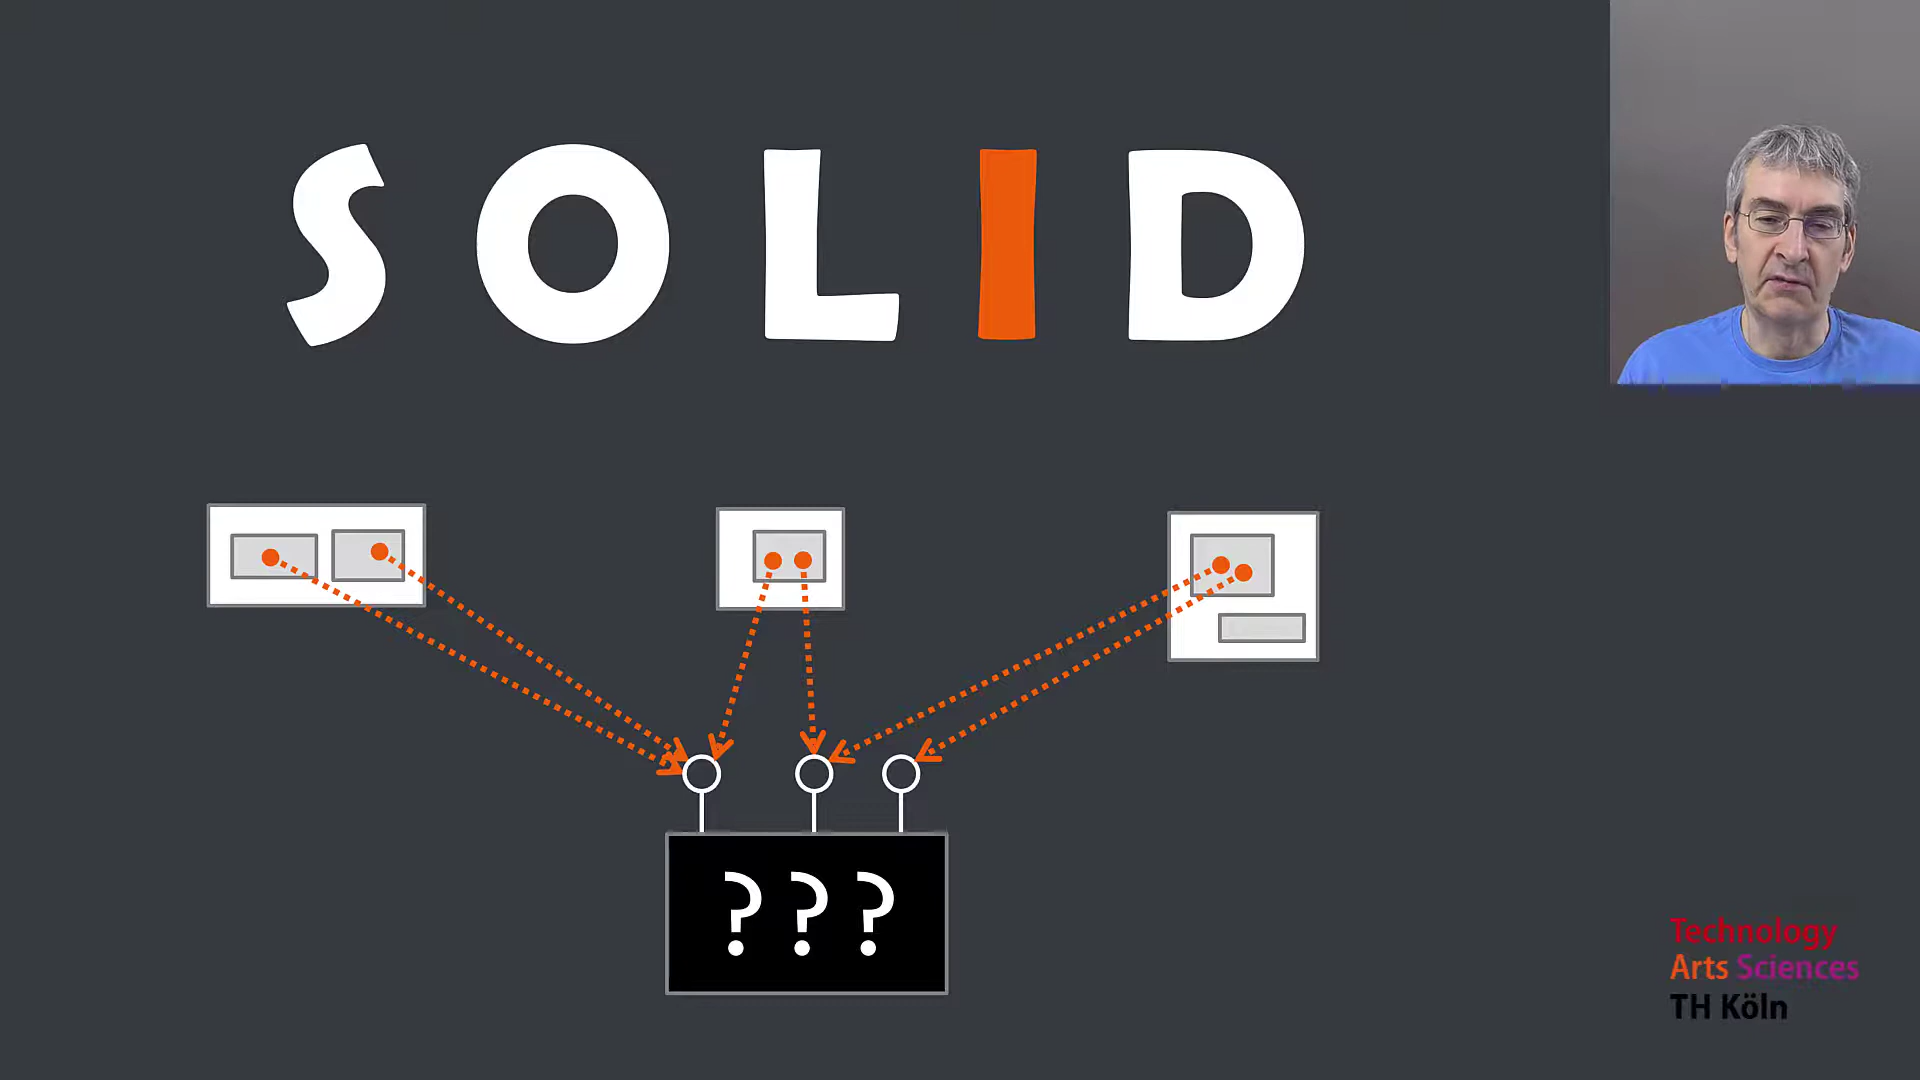 SOLID
? ? ?
Technology
Arts Sciences
TH Köln